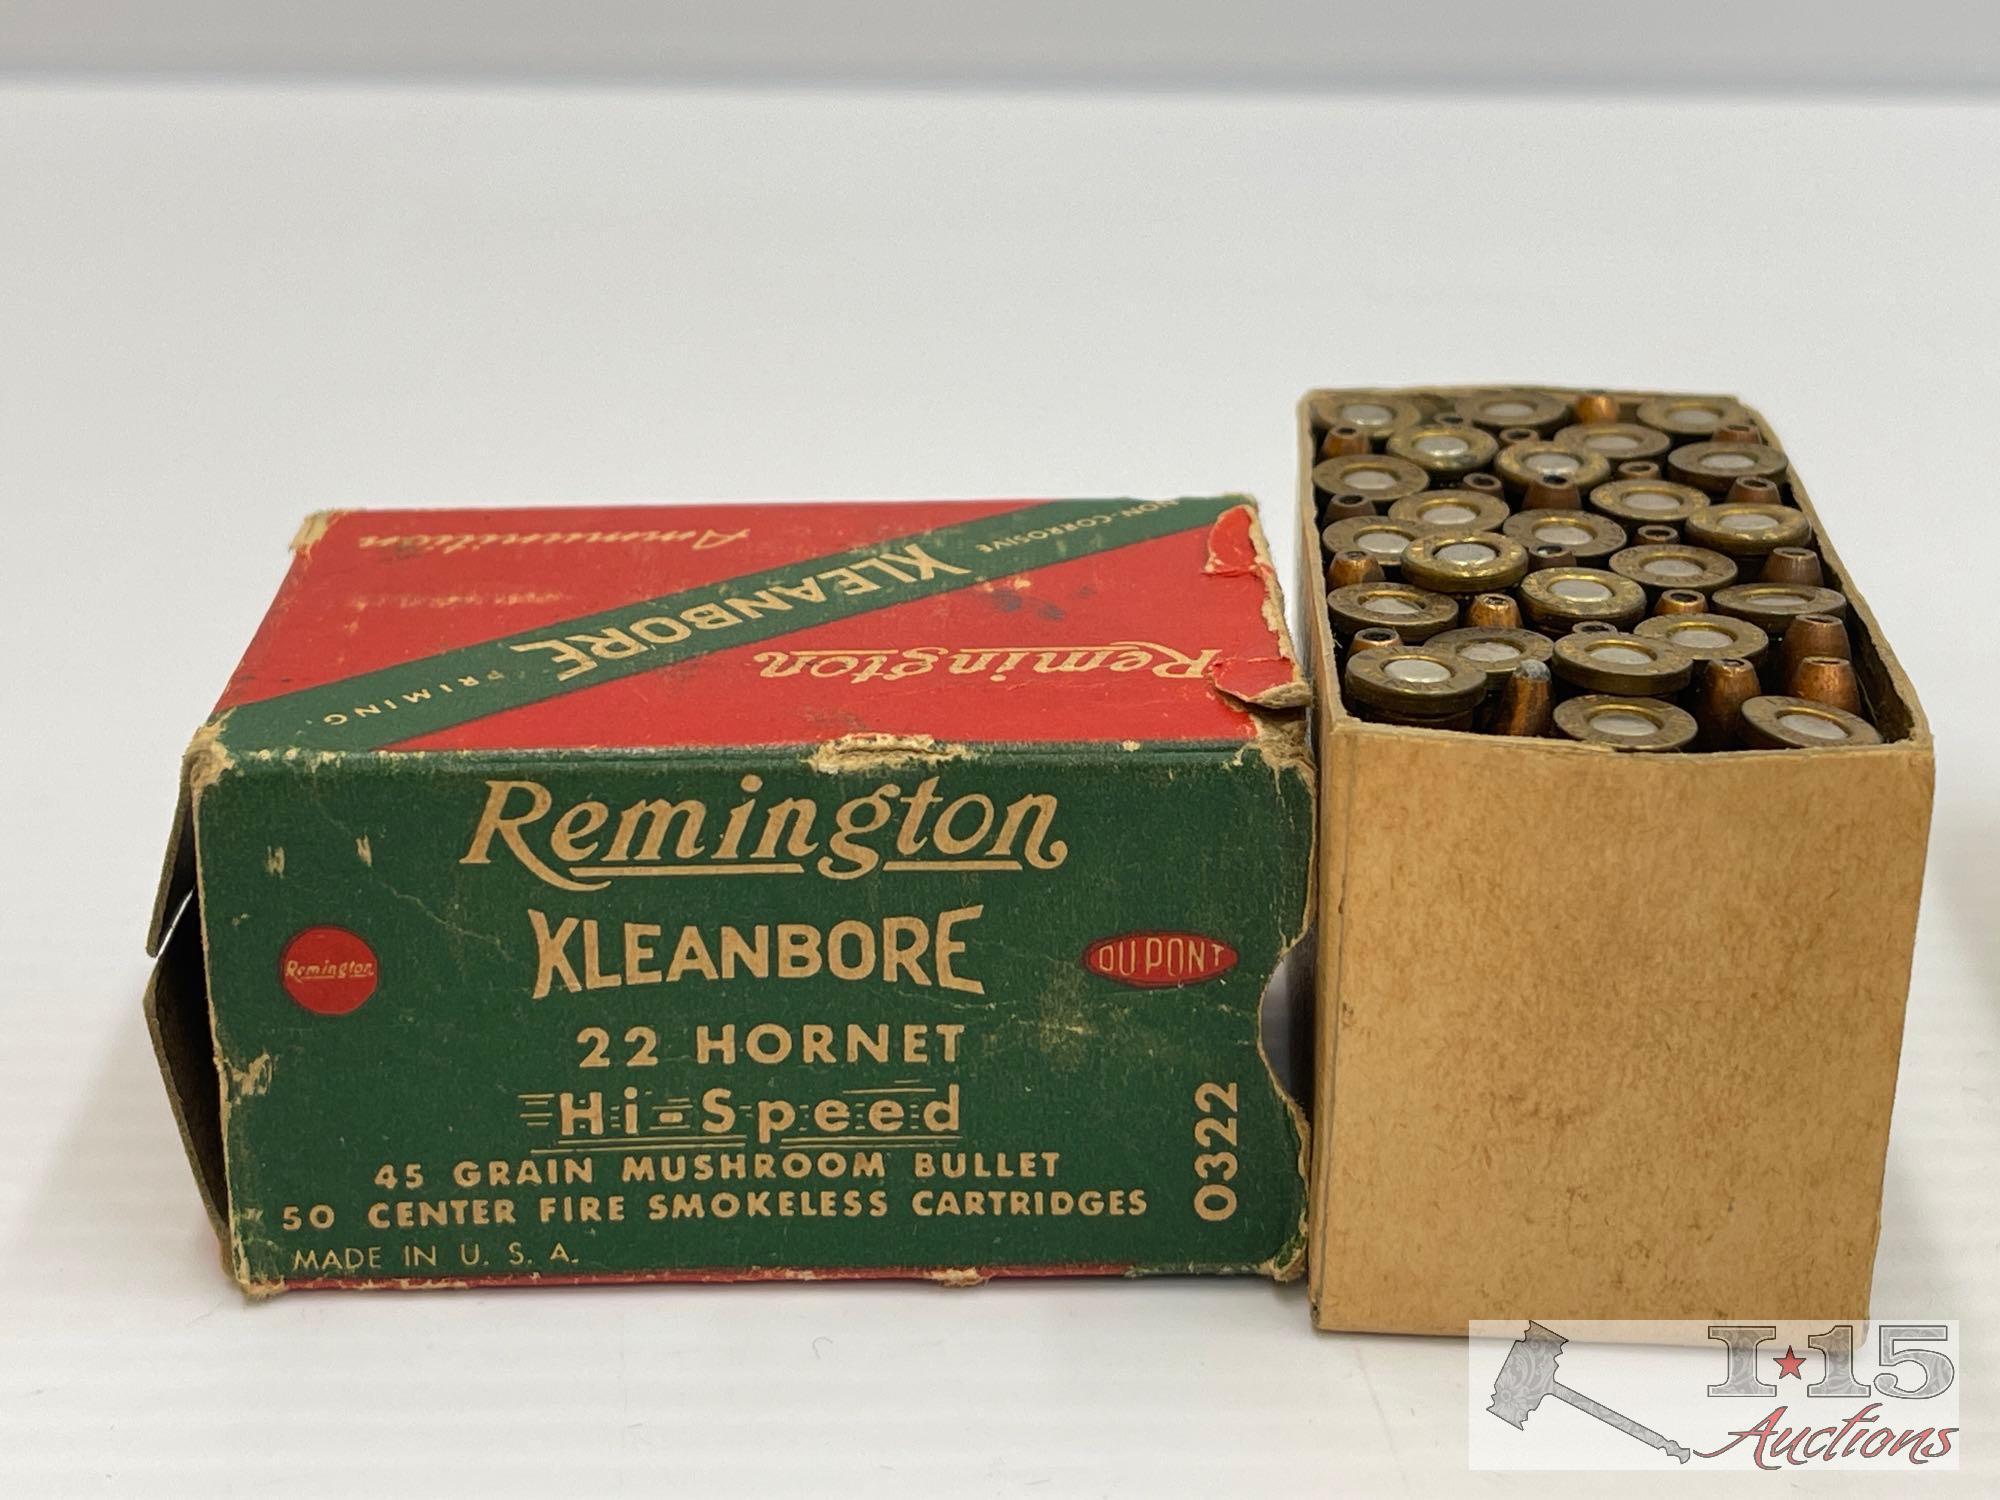 Ammunition
NON-CORROSIVE
KLEANBORE
PRIMING.
Remington
Remington
KLEANBORE
Remington
DU PONT
22 HORNET
Hi-Speed
45 GRAIN MUSHROOM BULLET
50 CENTER FIRE SMOKELESS CARTRIDGES
MADE IN U. S. A.
0322
I★15
Auctions